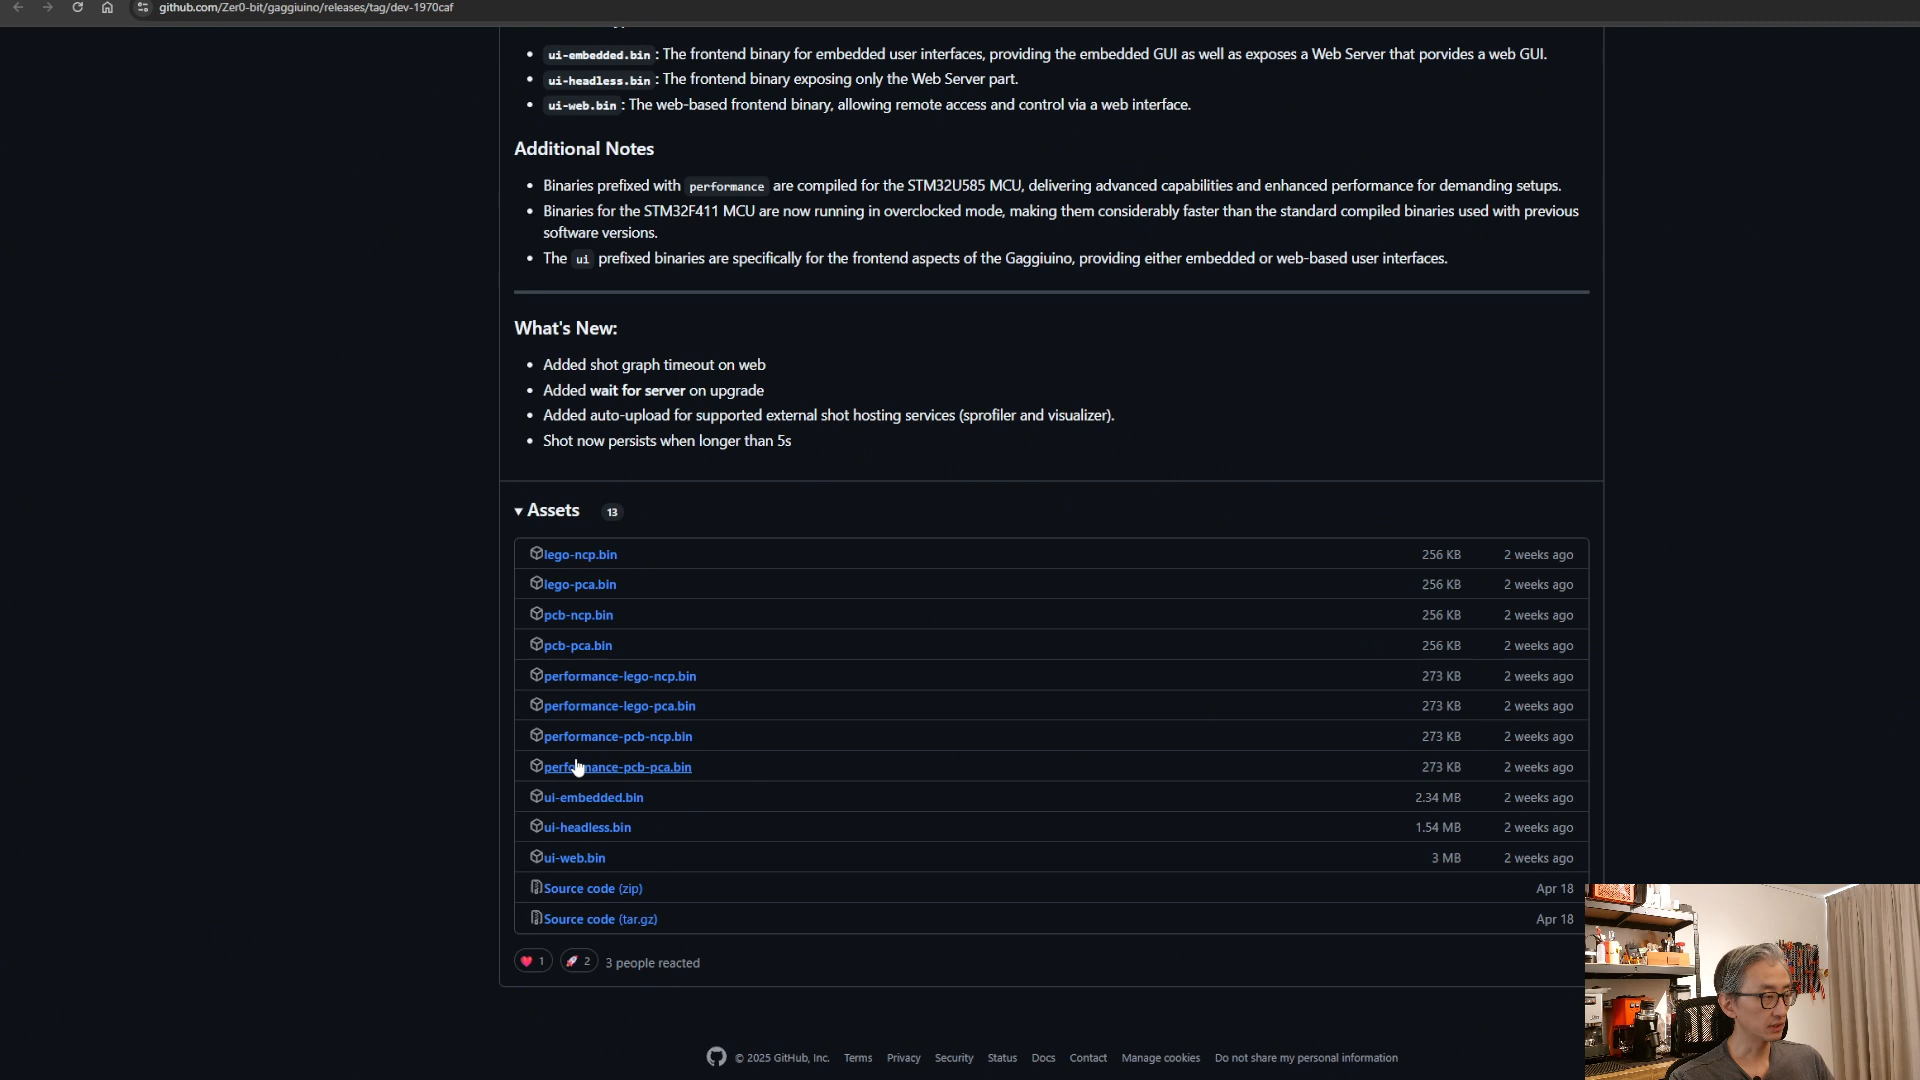 github.com/Zer0-bit/gaggiuino/releases/tag/dev-1970caf
ui-embedded.bin : The frontend binary for embedded user interfaces, providing the embedded GUI as well as exposes a Web Server that porvides a web GUI.
ui-headless.bin : The frontend binary exposing only the Web Server part.
ui-web.bin : The web-based frontend binary, allowing remote access and control via a web interface.
Additional Notes
Binaries prefixed with performance are compiled for the STM32U585 MCU, delivering advanced capabilities and enhanced performance for demanding setups.
Binaries for the STM32F411 MCU are now running in overclocked mode, making them considerably faster than the standard compiled binaries used with previous
software versions.
The ui prefixed binaries are specifically for the frontend aspects of the Gaggiuino, providing either embedded or web-based user interfaces.
What's New:
Added shot graph timeout on web
Added wait for server on upgrade
Added auto-upload for supported external shot hosting services (sprofiler and visualizer).
Shot now persists when longer than 5s
Assets 13
lego-ncp.bin 256 KB 2 weeks ago
lego-pca.bin 256 KB 2 weeks ago
pcb-ncp.bin 256 KB 2 weeks ago
pcb-pca.bin 256 KB 2 weeks ago
performance-lego-ncp.bin 273 KB 2 weeks ago
performance-lego-pca.bin 273 KB 2 weeks ago
performance-pcb-ncp.bin 273 KB 2 weeks ago
performance-pcb-pca.bin 273 KB 2 weeks ago
ui-embedded.bin 2.34 MB 2 weeks ago
ui-headless.bin 1.54 MB 2 weeks ago
ui-web.bin 3 MB 2 weeks ago
Source code (zip) Apr 18
Source code (tar.gz) Apr 18
1 2 3 people reacted
© 2025 GitHub, Inc. Terms Privacy Security Status Docs Contact Manage cookies Do not share my personal information